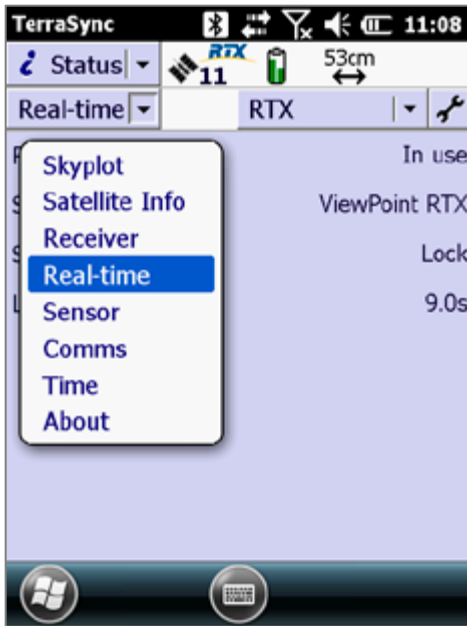 TerraSync 11:08
Status RTX 11 53cm
Real-time RTX
In use
Skyplot
Satellite Info ViewPoint RTX
Receiver Lock
Real-time
Sensor 9.0s
Comms
Time
About